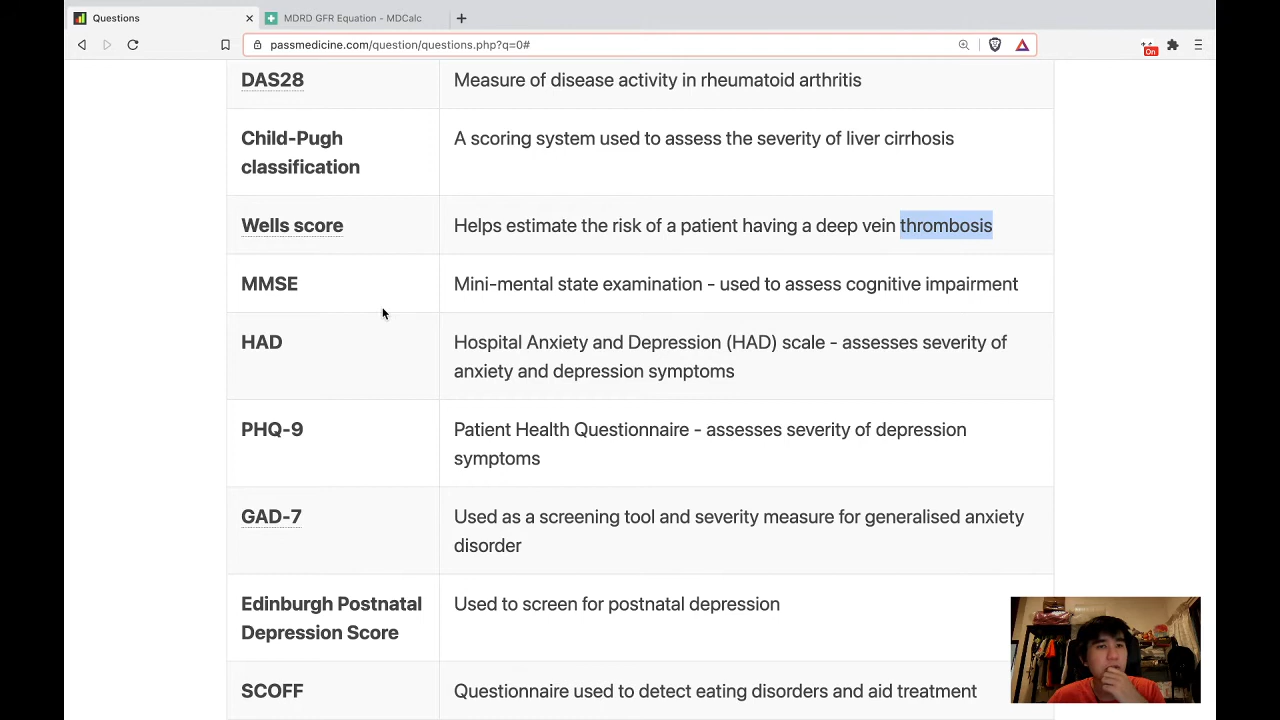 Questions
MDRD GFR Equation - MDCalc
passmedicine.com/question/questions.php?q=0#
On
DAS28
Measure of disease activity in rheumatoid arthritis
Child-Pugh
classification
A scoring system used to assess the severity of liver cirrhosis
Wells score
Helps estimate the risk of a patient having a deep vein thrombosis
MMSE
Mini-mental state examination - used to assess cognitive impairment
HAD
Hospital Anxiety and Depression (HAD) scale - assesses severity of
anxiety and depression symptoms
PHQ-9
Patient Health Questionnaire - assesses severity of depression
symptoms
GAD-7
Used as a screening tool and severity measure for generalised anxiety
disorder
Edinburgh Postnatal
Depression Score
Used to screen for postnatal depression
SCOFF
Questionnaire used to detect eating disorders and aid treatment